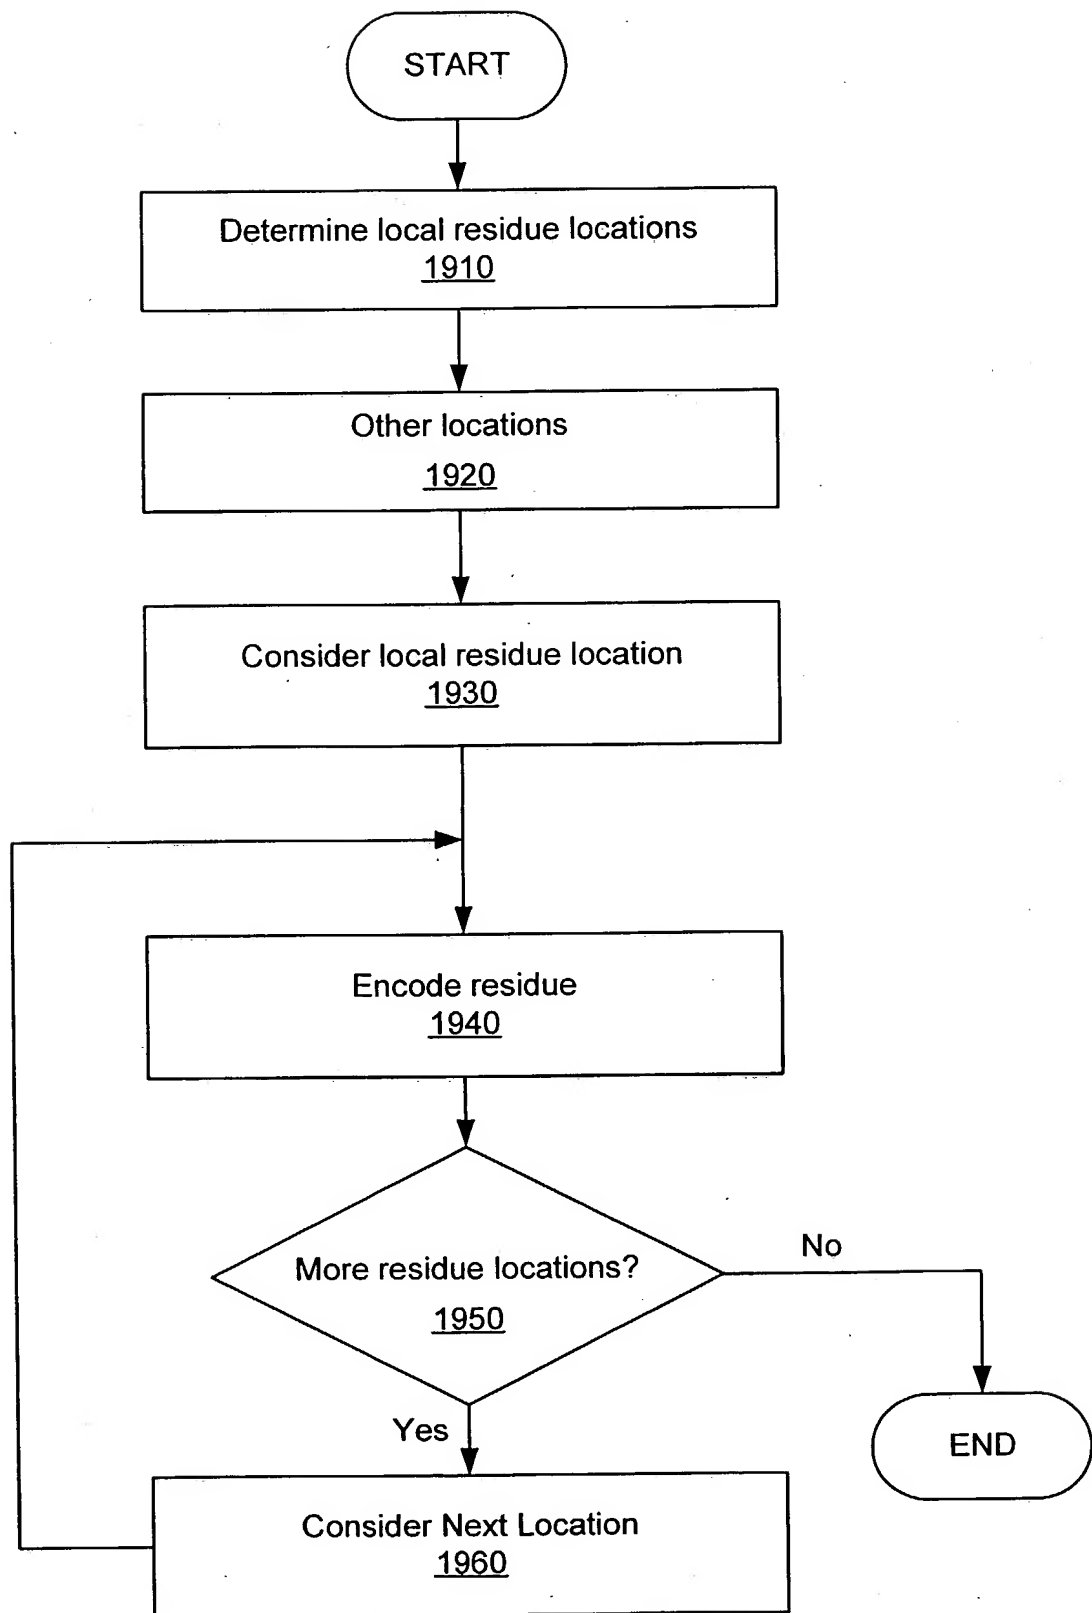 START
Determine local residue locations
1910
Other locations
1920
Consider local residue location
1930
Encode residue
1940
More residue locations?
1950
No
Yes
END
Consider Next Location
1960